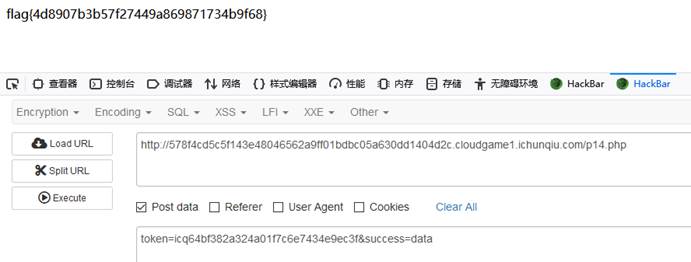 flag{4d8907b3b57f27449a869871734b9f68}
查看器 控制台 调试器 网络 样式编辑器 性能 内存 存储 无障碍环境 HackBar HackBar
Encryption Encoding SQL XSS LFI XXE Other
Load URL
http://578f4cd5c5f143e48046562a9ff01bdbc05a630dd1404d2c.cloudgame1.ichunqiu.com/p14.php
Split URL
Execute
Post data Referer User Agent Cookies Clear All
token=icq64bf382a324a01f7c6e7434e9ec3f&success=data